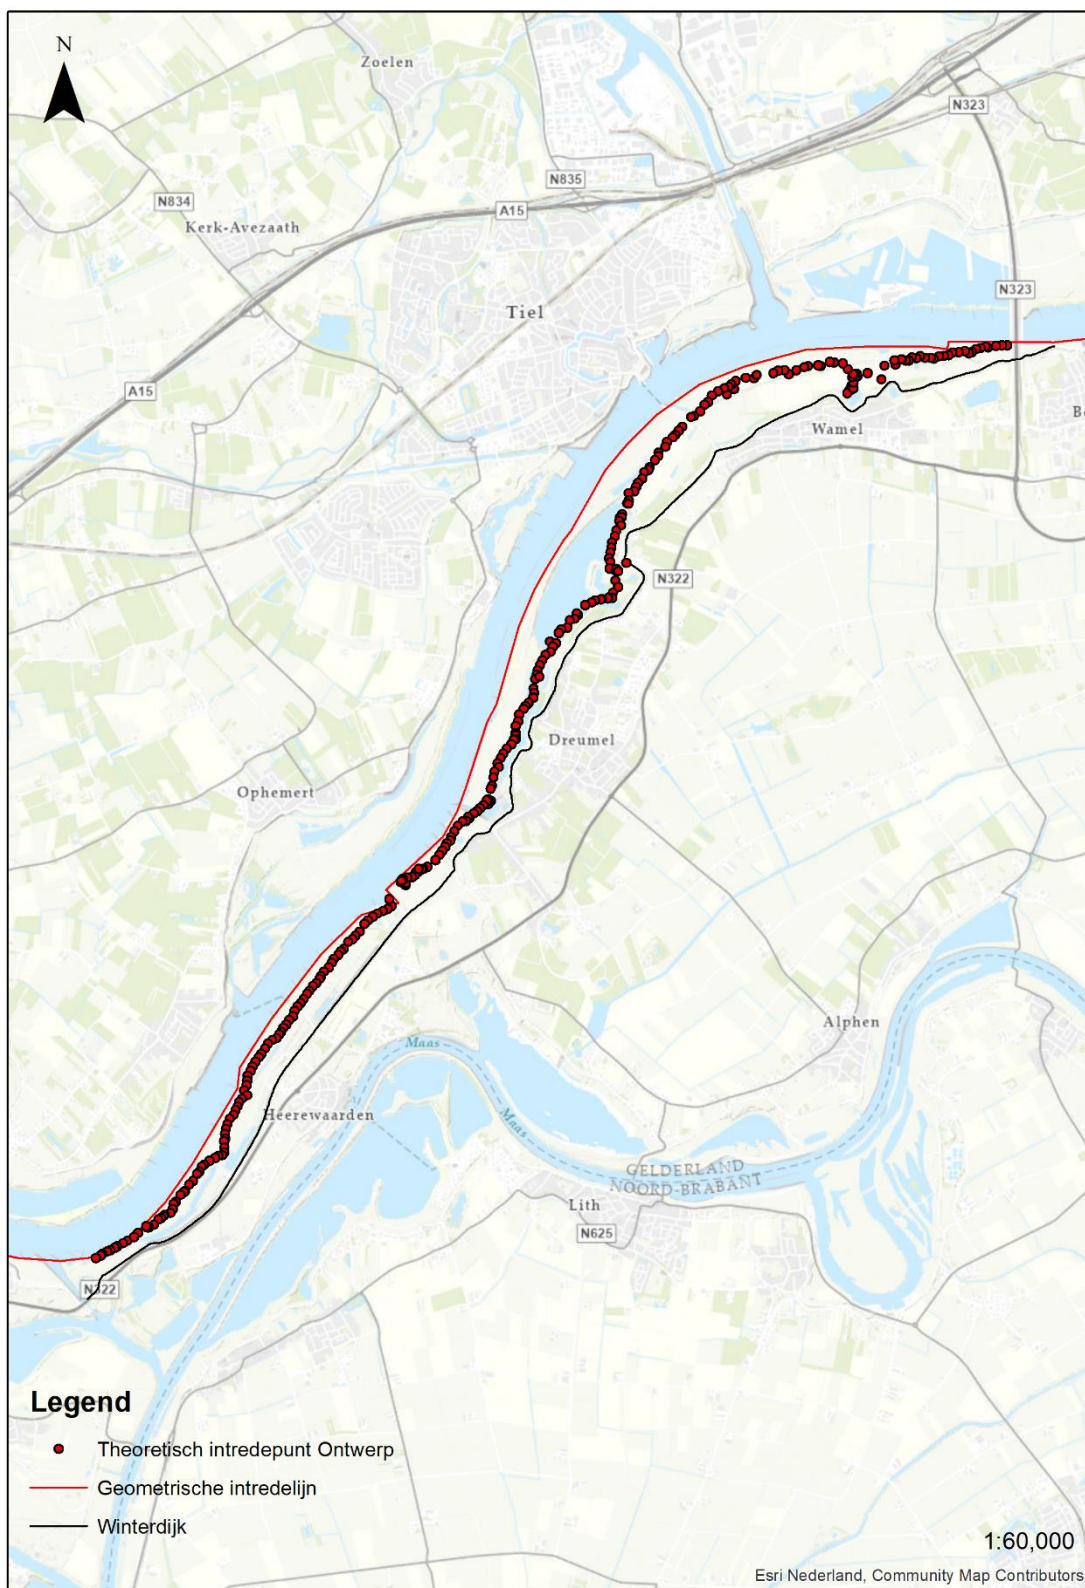 N
Zoelen
N323
N835
N834
A15
Kerk-Avezaath
N323
Tiel
A15
Wamel
N322
Dreumel
Ophemert
Alphen
Maas
Heerewaarden
Maas
GELDERLAND
NOORD-BRABANT
Lith
N625
N322
Legend
Theoretisch intredepunt Ontwerp
Geometrische intredelijn
Winterdijk
1:60,000
Esri Nederland, Community Map Contributors